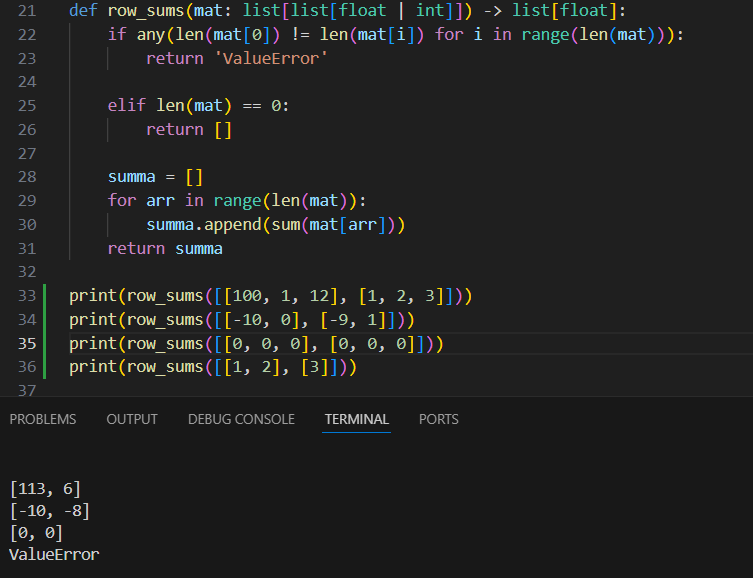 21 def row_sums(mat: list[list[float | int]]) -> list[float]:
22     if any(len(mat[0]) != len(mat[i]) for i in range(len(mat))):
23         return 'ValueError'
24
25     elif len(mat) == 0:
26         return []
27
28     summa = []
29     for arr in range(len(mat)):
30         summa.append(sum(mat[arr]))
31     return summa
32
33 print(row_sums([[100, 1, 12], [1, 2, 3]]))
34 print(row_sums([[-10, 0], [-9, 1]]))
35 print(row_sums([[0, 0, 0], [0, 0, 0]]))
36 print(row_sums([[1, 2], [3]]))
37
PROBLEMS OUTPUT DEBUG CONSOLE TERMINAL PORTS
[113, 6]
[-10, -8]
[0, 0]
ValueError